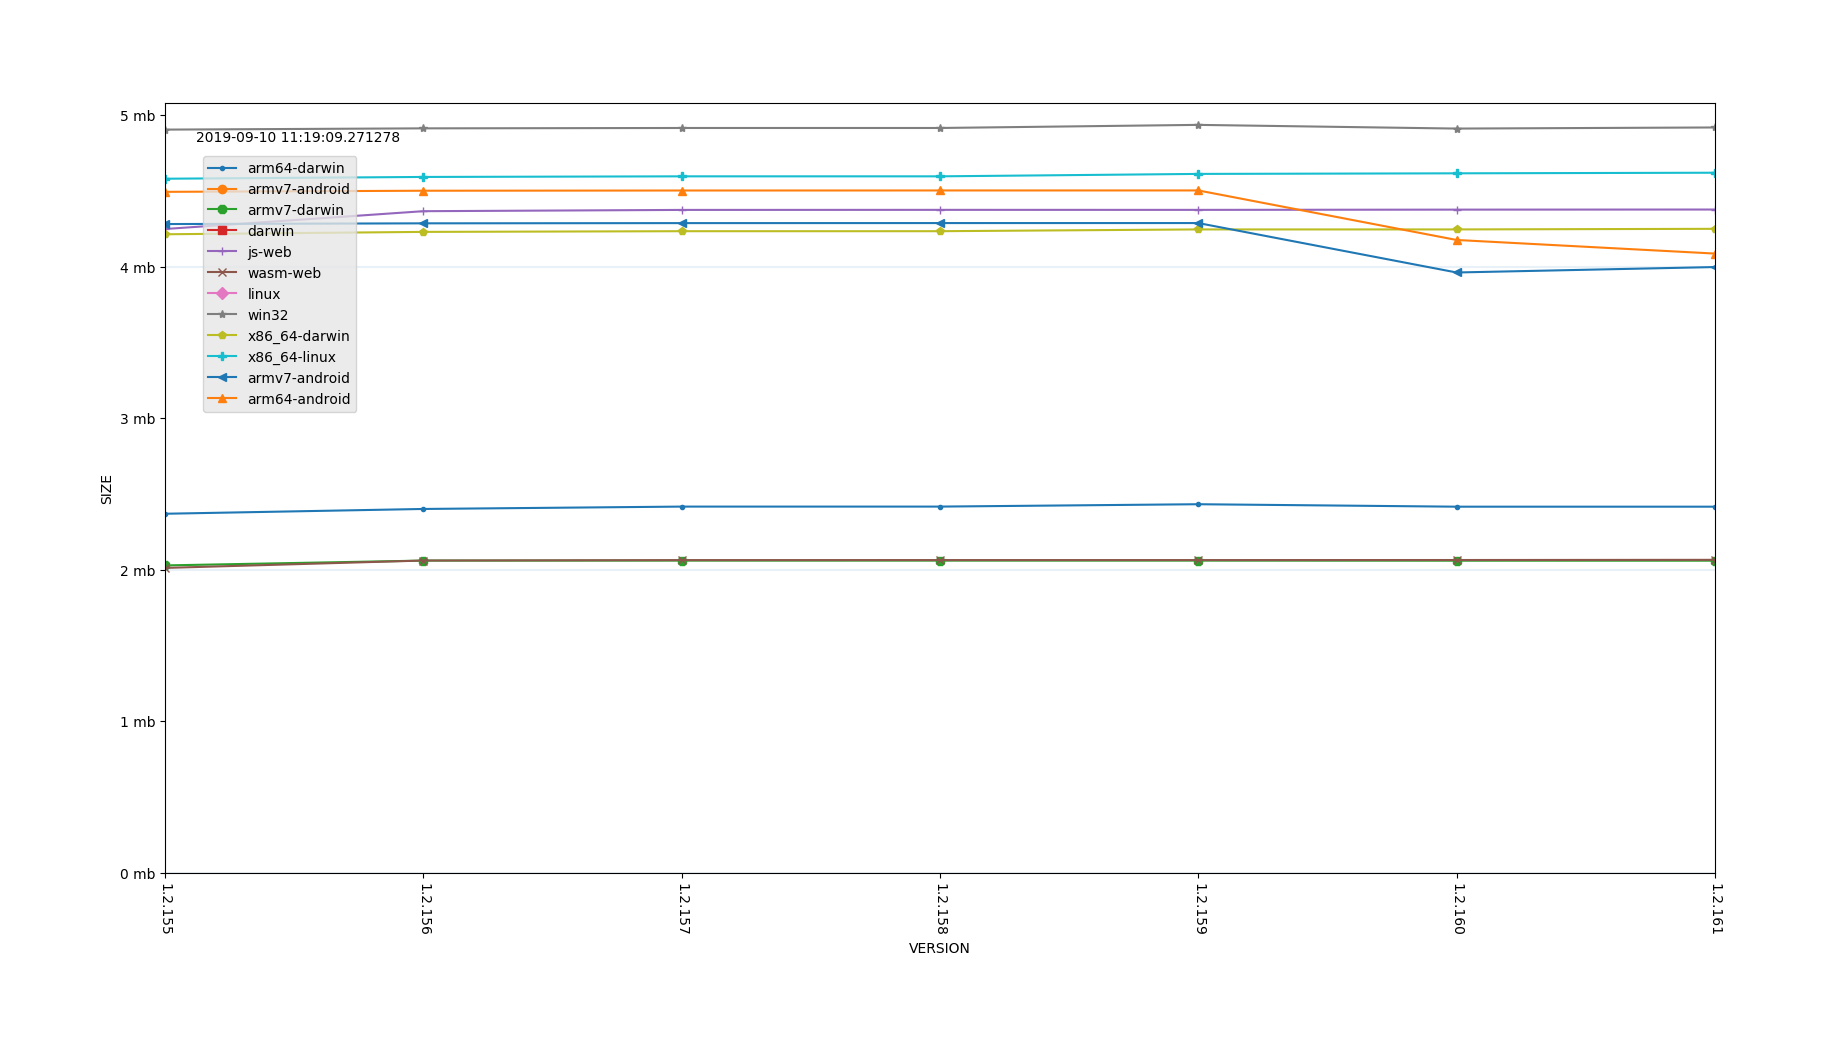 5 mb
2019-09-10 11:19:09.271278
arm64-darwin
armv7-android
armv7-darwin
darwin
js-web
wasm-web
linux
win32
x86_64-darwin
x86_64-linux
armv7-android
arm64-android
4 mb
3 mb
SIZE
2 mb
1 mb
0 mb
1.2.155
1.2.156
1.2.157
1.2.158
1.2.159
1.2.160
1.2.161
VERSION